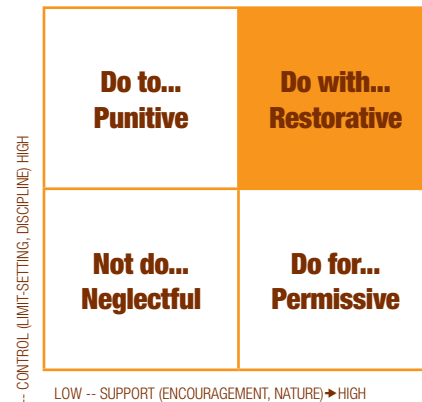 Do to...
Punitive
Do with...
Restorative
Not do...
Neglectful
Do for...
Permissive
-- CONTROL (LIMIT-SETTING, DISCIPLINE) HIGH
LOW -- SUPPORT (ENCOURAGEMENT, NATURE)➔HIGH